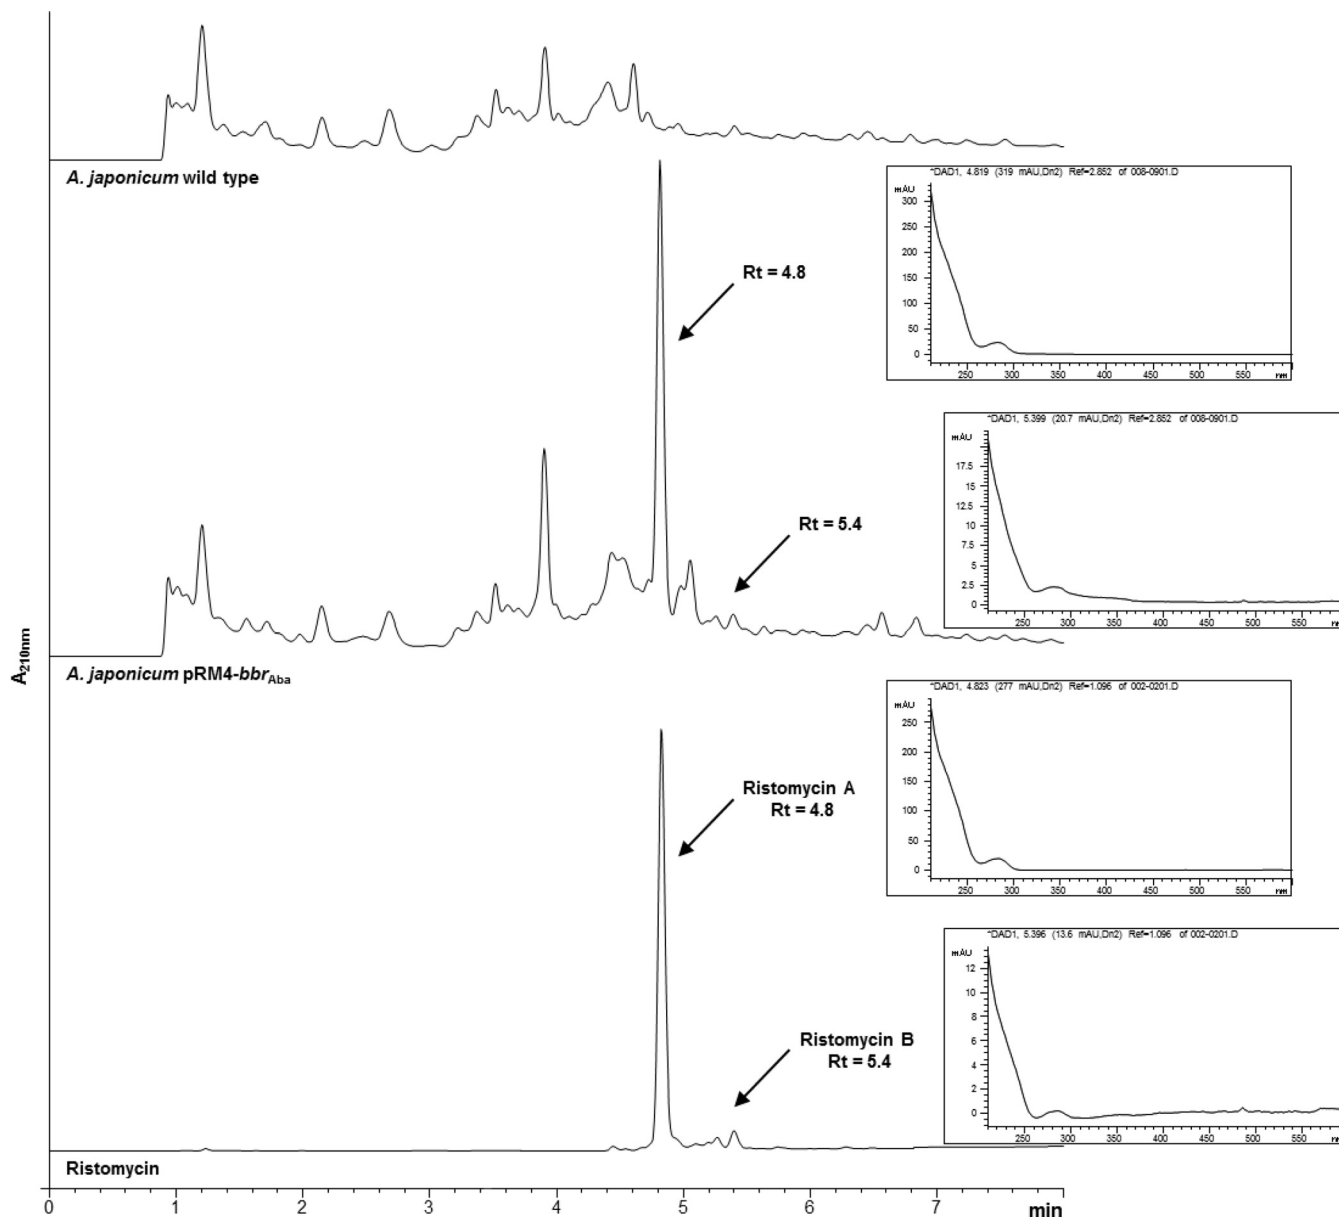 A. japonicum wild type
*DAD1, 4.819 (319 mAU,Dn2) Ref=2.852 of 008-0901.D
mAU
300
250
200
150
100
50
0
250 300 350 400 450 500 550 nm
Rt = 4.8
*DAD1, 5.399 (20.7 mAU,Dn2) Ref=2.852 of 008-0901.D
mAU
17.5
15
12.5
10
7.5
5
2.5
0
250 300 350 400 450 500 550
Rt = 5.4
A210nm
A. japonicum pRM4-bbrAba
*DAD1, 4.823 (277 mAU,Dn2) Ref=1.096 of 002-0201.D
mAU
250
200
150
100
50
0
250 300 350 400 450 500 550 nm
Ristomycin A
Rt = 4.8
*DAD1, 5.396 (13.6 mAU,Dn2) Ref=1.096 of 002-0201.D
mAU
12
10
8
6
4
2
0
250 300 350 400 450 500 550
Ristomycin B
Rt = 5.4
Ristomycin
0 1 2 3 4 5 6 7 min